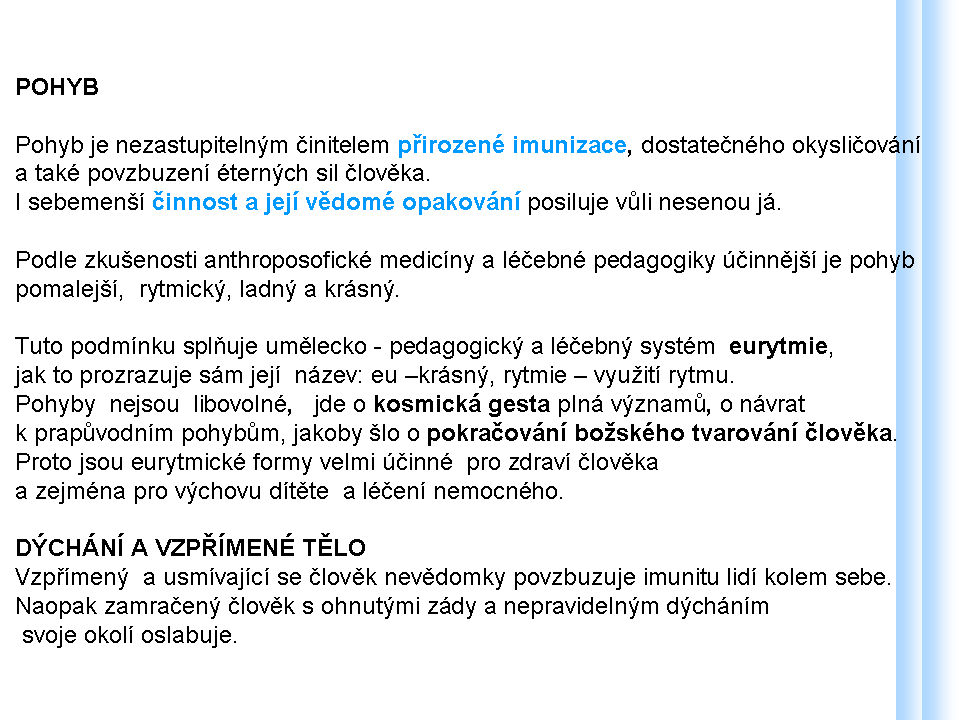 POHYB
Pohyb je nezastupitelným činitelem přirozené imunizace, dostatečného okysličování
a také povzbuzení éterných sil člověka.
I sebemenší činnost a její vědomé opakování posiluje vůli nesenou já.
Podle zkušenosti anthroposofické medicíny a léčebné pedagogiky účinnější je pohyb
pomalejší,  rytmický, ladný a krásný.
Tuto podmínku splňuje umělecko - pedagogický a léčebný systém  eurytmie,
jak to prozrazuje sám její  název: eu –krásný, rytmie – využití rytmu.
Pohyby  nejsou  libovolné,   jde o kosmická gesta plná významů, o návrat
k prapůvodním pohybům, jakoby šlo o pokračování božského tvarování člověka.
Proto jsou eurytmické formy velmi účinné  pro zdraví člověka
a zejména pro výchovu dítěte  a léčení nemocného.
DÝCHÁNÍ A VZPŘÍMENÉ TĚLO
Vzpřímený  a usmívající se člověk nevědomky povzbuzuje imunitu lidí kolem sebe.
Naopak zamračený člověk s ohnutými zády a nepravidelným dýcháním
svoje okolí oslabuje.